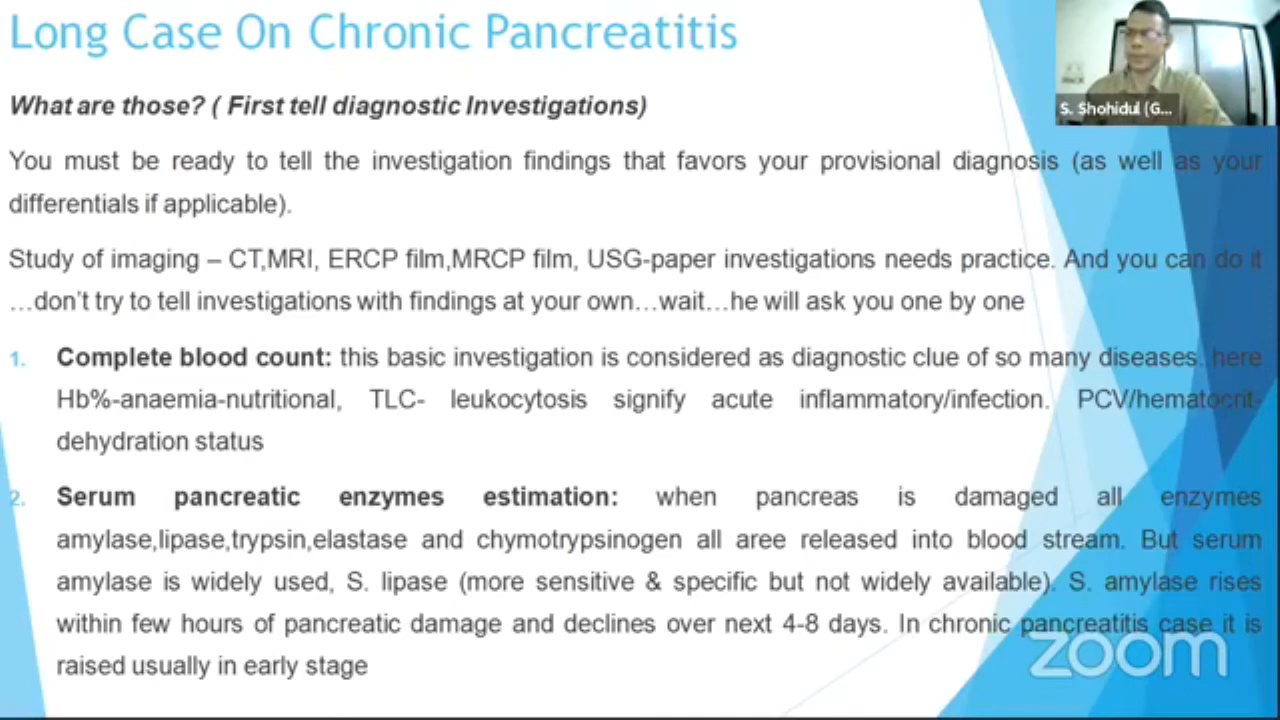 Long Case On Chronic Pancreatitis
S. Shohidul (G...
What are those? ( First tell diagnostic Investigations)
You must be ready to tell the investigation findings that favors your provisional diagnosis (as well as your
differentials if applicable).
Study of imaging – CT,MRI, ERCP film,MRCP film, USG-paper investigations needs practice. And you can do it
…don't try to tell investigations with findings at your own…wait…he will ask you one by one
1. Complete blood count: this basic investigation is considered as diagnostic clue of so many diseases..here
Hb%-anaemia-nutritional, TLC- leukocytosis signify acute inflammatory/infection. PCV/hematocrit-
dehydration status
2. Serum pancreatic enzymes estimation: when pancreas is damaged all enzymes
amylase,lipase,trypsin,elastase and chymotrypsinogen all aree released into blood stream. But serum
amylase is widely used, S. lipase (more sensitive & specific but not widely available). S. amylase rises
within few hours of pancreatic damage and declines over next 4-8 days. In chronic pancreatitis case it is
raised usually in early stage
zoom